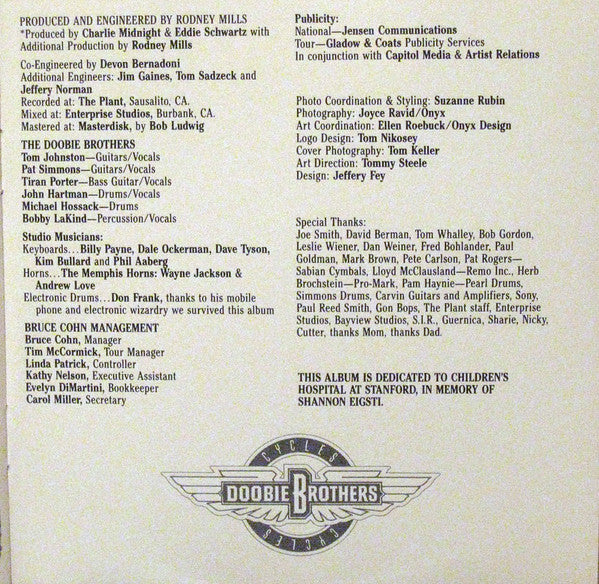 PRODUCED AND ENGINEERED BY RODNEY MILLS
*Produced by Charlie Midnight & Eddie Schwartz with
Additional Production by Rodney Mills
Co-Engineered by Devon Bernadoni
Additional Engineers: Jim Gaines, Tom Sadzeck and
Jeffery Norman
Recorded at: The Plant, Sausalito, CA.
Mixed at: Enterprise Studios, Burbank, CA.
Mastered at: Masterdisk, by Bob Ludwig
THE DOOBIE BROTHERS
Tom Johnston—Guitars/Vocals
Pat Simmons—Guitars/Vocals
Tiran Porter—Bass Guitar/Vocals
John Hartman—Drums/Vocals
Michael Hossack—Drums
Bobby LaKind—Percussion/Vocals
Studio Musicians:
Keyboards...Billy Payne, Dale Ockerman, Dave Tyson,
Kim Bullard and Phil Aaberg
Horns...The Memphis Horns: Wayne Jackson &
Andrew Love
Electronic Drums...Don Frank, thanks to his mobile
phone and electronic wizardry we survived this album
BRUCE COHN MANAGEMENT
Bruce Cohn, Manager
Tim McCormick, Tour Manager
Linda Patrick, Controller
Kathy Nelson, Executive Assistant
Evelyn DiMartini, Bookkeeper
Carol Miller, Secretary
Publicity:
National—Jensen Communications
Tour—Gladow & Coats Publicity Services
In conjunction with Capitol Media & Artist Relations
Photo Coordination & Styling: Suzanne Rubin
Photography: Joyce Ravid/Onyx
Art Coordination: Ellen Roebuck/Onyx Design
Logo Design: Tom Nikosey
Cover Photography: Tom Keller
Art Direction: Tommy Steele
Design: Jeffery Fey
Special Thanks:
Joe Smith, David Berman, Tom Whalley, Bob Gordon,
Leslie Wiener, Dan Weiner, Fred Bohlander, Paul
Goldman, Mark Brown, Pete Carlson, Pat Rogers—
Sabian Cymbals, Lloyd McClausland—Remo Inc., Herb
Brochstein—Pro-Mark, Pam Haynie—Pearl Drums,
Simmons Drums, Carvin Guitars and Amplifiers, Sony,
Paul Reed Smith, Gon Bops, The Plant staff, Enterprise
Studios, Bayview Studios, S.I.R., Guernica, Sharie, Nicky,
Cutter, thanks Mom, thanks Dad.
THIS ALBUM IS DEDICATED TO CHILDREN'S
HOSPITAL AT STANFORD, IN MEMORY OF
SHANNON EIGSTI.
CYCLES
DOOBIE BROTHERS
CYCLES